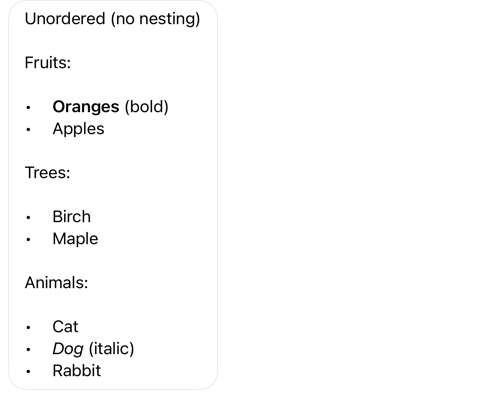 Unordered (no nesting)
Fruits:
• Oranges (bold)
• Apples
Trees:
• Birch
• Maple
Animals:
• Cat
• Dog (italic)
• Rabbit